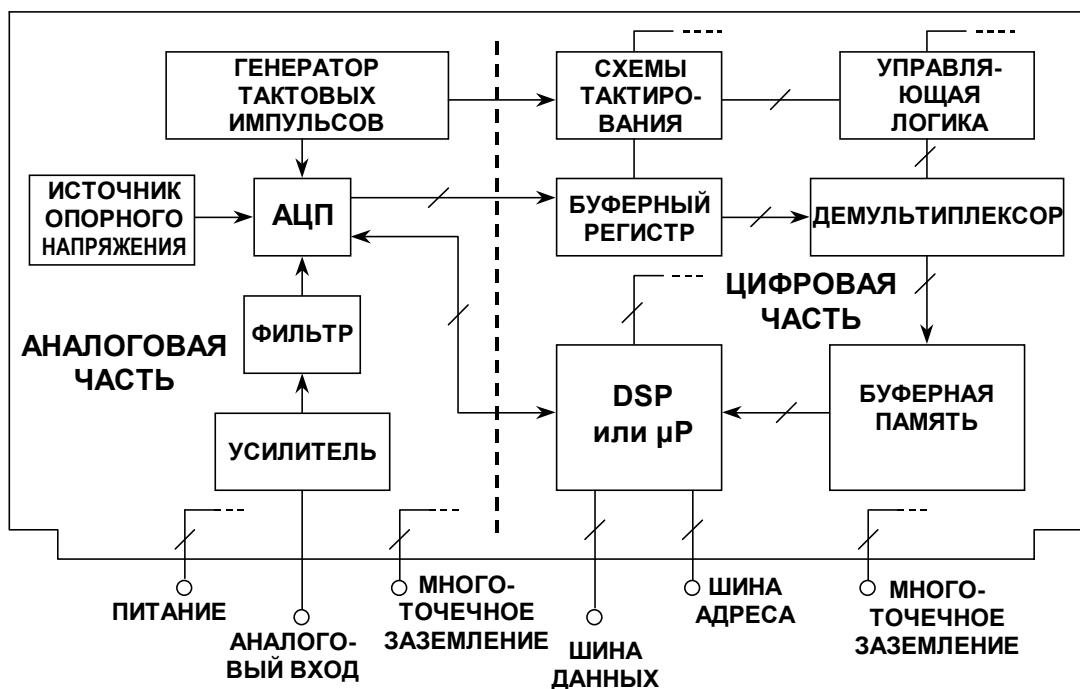 ГЕНЕРАТОР
ТАКТОВЫХ
ИМПУЛЬСОВ
СХЕМЫ
ТАКТИРО-
ВАНИЯ
УПРАВЛЯ-
ЮЩАЯ
ЛОГИКА
ИСТОЧНИК
ОПОРНОГО
НАПРЯЖЕНИЯ
АЦП
БУФЕРНЫЙ
РЕГИСТР
ДЕМУЛЬТИПЛЕКСОР
АНАЛОГОВАЯ
ЧАСТЬ
ФИЛЬТР
ЦИФРОВАЯ
ЧАСТЬ
УСИЛИТЕЛЬ
DSP
или μP
БУФЕРНАЯ
ПАМЯТЬ
ПИТАНИЕ
АНАЛОГО-
ВЫЙ ВХОД
МНОГО-
ТОЧЕЧНОЕ
ЗАЗЕМЛЕНИЕ
ШИНА
ДАННЫХ
ШИНА
АДРЕСА
МНОГО-
ТОЧЕЧНОЕ
ЗАЗЕМЛЕНИЕ